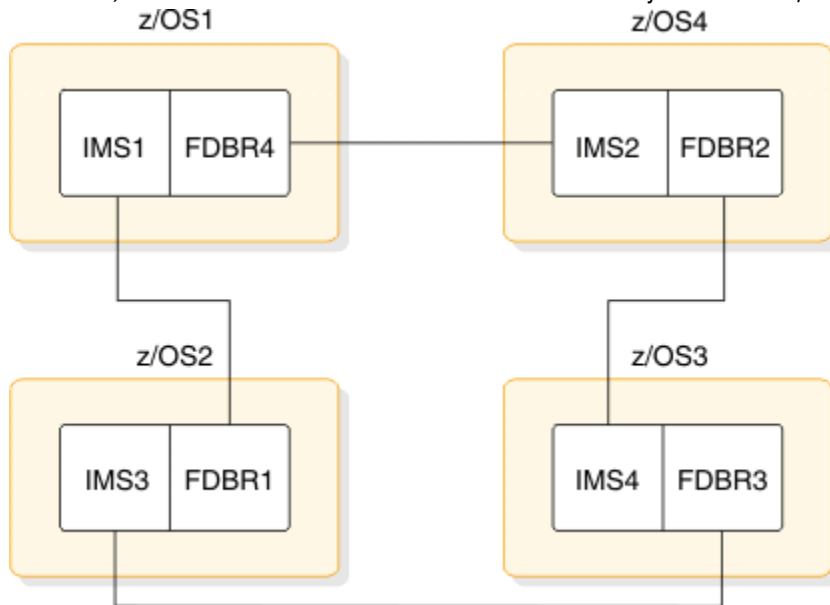 z/OS1
z/OS4
IMS1 FDBR4
IMS2 FDBR2
z/OS2
z/OS3
IMS3 FDBR1
IMS4 FDBR3